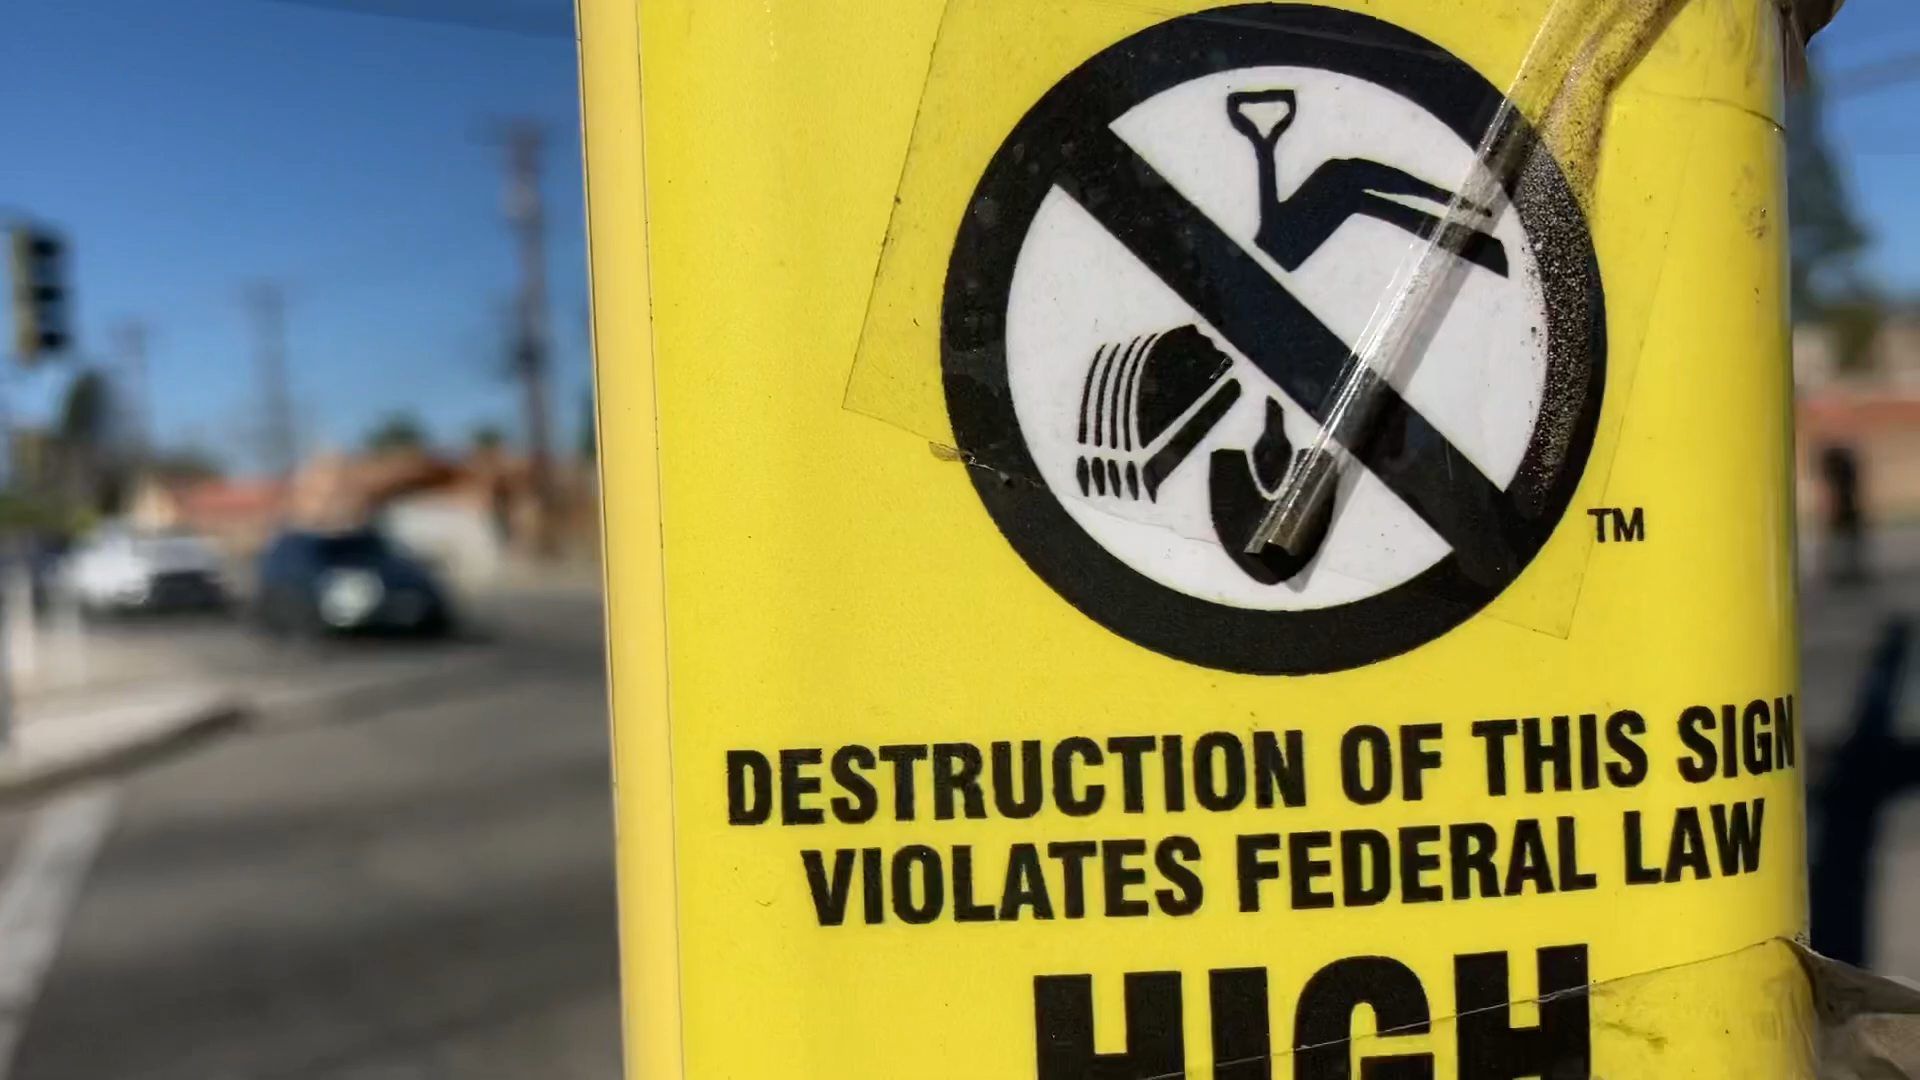 TM
DESTRUCTION OF THIS SIGN
VIOLATES FEDERAL LAW
HIGH